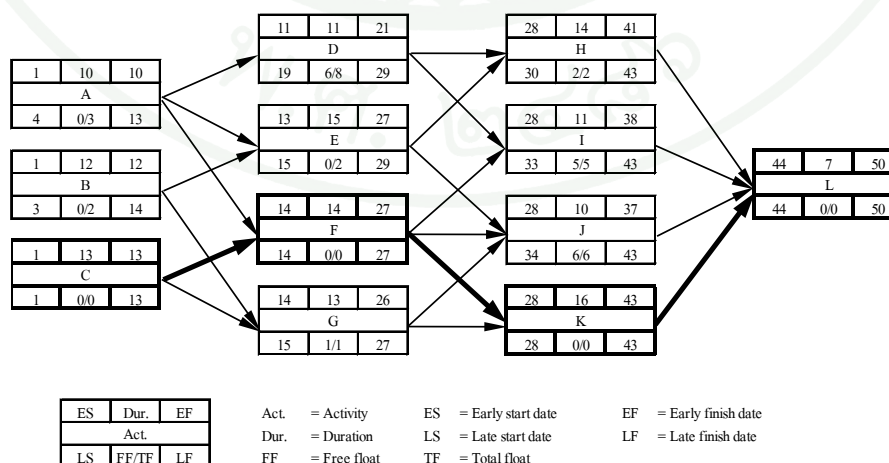 1 10 10
A
4 0/3 13
1 12 12
B
3 0/2 14
1 13 13
C
1 0/0 13
11 11 21
D
19 6/8 29
13 15 27
E
15 0/2 29
14 14 27
F
14 0/0 27
14 13 26
G
15 1/1 27
28 14 41
H
30 2/2 43
28 11 38
I
33 5/5 43
28 10 37
J
34 6/6 43
28 16 43
K
28 0/0 43
44 7 50
L
44 0/0 50
ES Dur. EF
Act.
LS FF/TF LF
Act. = Activity ES = Early start date EF = Early finish date
Dur. = Duration LS = Late start date LF = Late finish date
FF = Free float TF = Total float